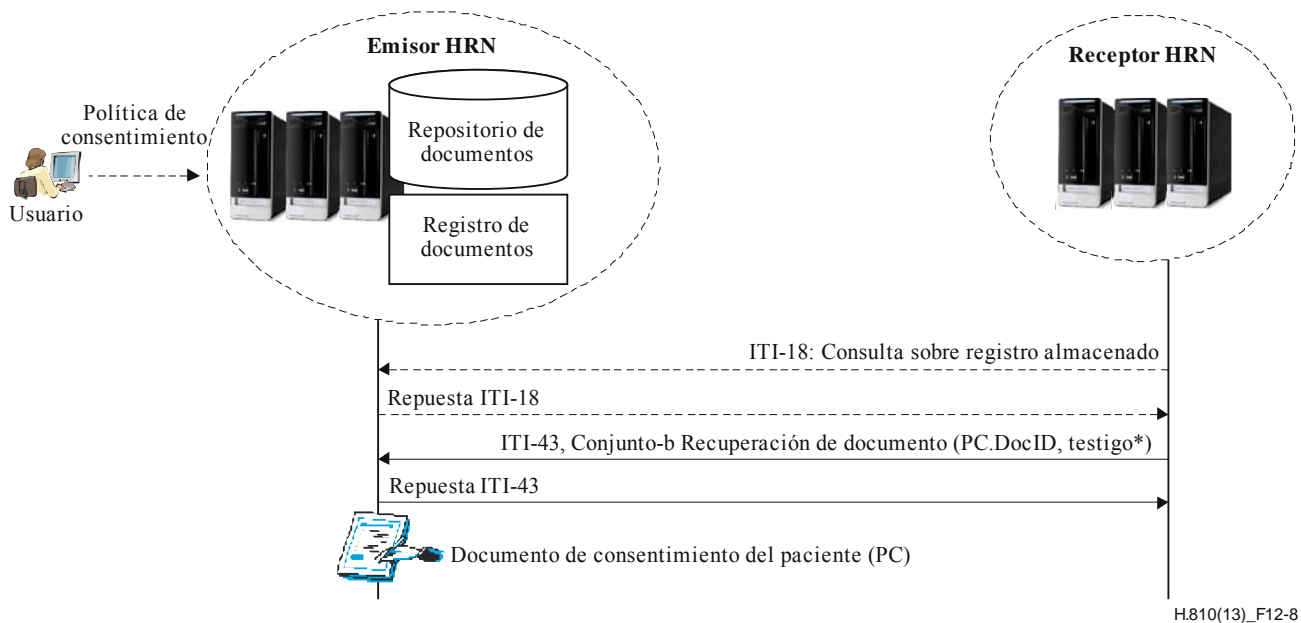 Emisor HRN
Receptor HRN
Política de
consentimiento
Usuario
Repositorio de
documentos
Registro de
documentos
ITI-18: Consulta sobre registro almacenado
Repuesta ITI-18
ITI-43, Conjunto-b Recuperación de documento (PC.DocID, testigo*)
Repuesta ITI-43
Documento de consentimiento del paciente (PC)
H.810(13)_F12-8